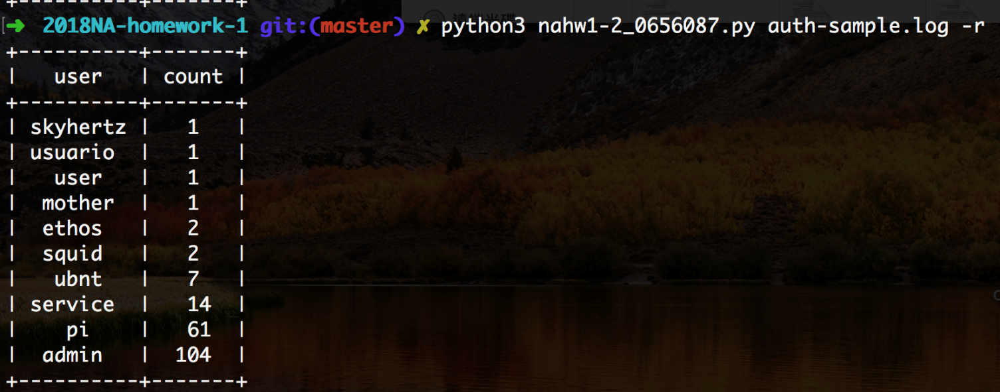 +----------+-------+
[➜  2018NA-homework-1 git:(master) ✗ python3 nahw1-2_0656087.py auth-sample.log -r
+----------+-------+
|   user   | count |
+----------+-------+
| skyhertz |   1   |
| usuario  |   1   |
|   user   |   1   |
|  mother  |   1   |
|  ethos   |   2   |
|  squid   |   2   |
|   ubnt   |   7   |
| service  |   14  |
|    pi    |   61  |
|  admin   |  104  |
+----------+-------+